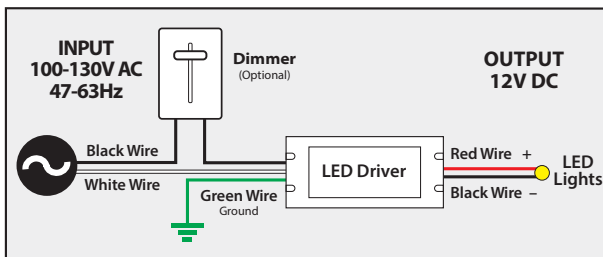 INPUT
100-130V AC
47-63Hz
Dimmer
(Optional)
OUTPUT
12V DC
Black Wire
White Wire
Green Wire
Ground
LED Driver
Red Wire +
Black Wire –
LED
Lights